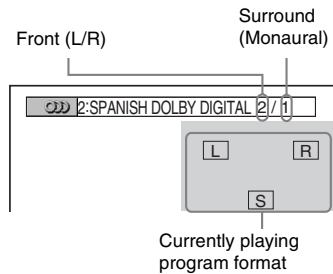 Surround
Front (L/R)
(Monaural)
2:SPANISH DOLBY DIGITAL 2 / 1
L
R
S
Currently playing
program format